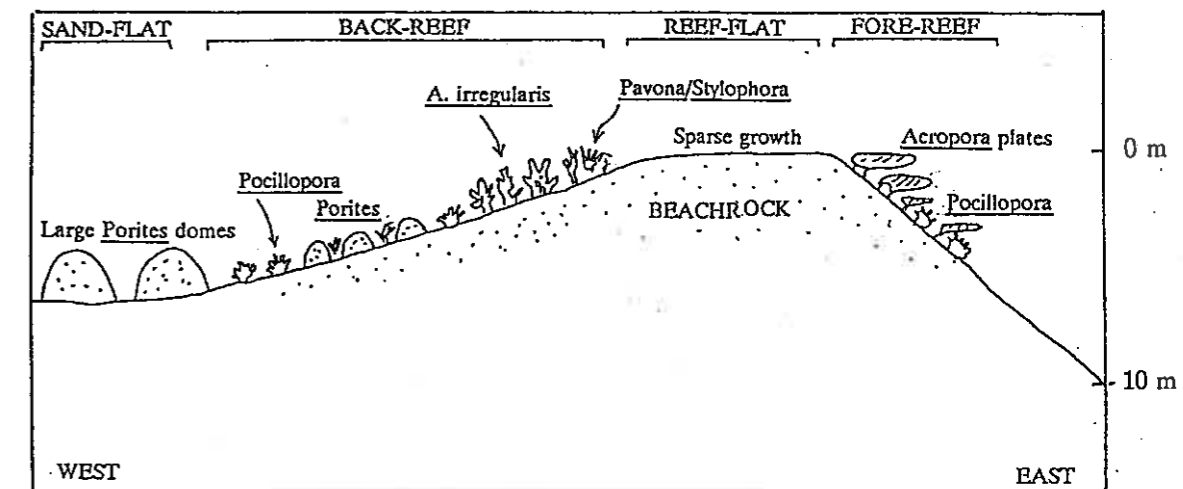 SAND-FLAT BACK-REEF REEF-FLAT FORE-REEF
A. irregularis
Pavona/Stylophora
Sparse growth
Acropora plates
0 m
Pocillopora
Porites
Pocillopora
BEACHROCK
Large Porites domes
10 m
WEST
EAST